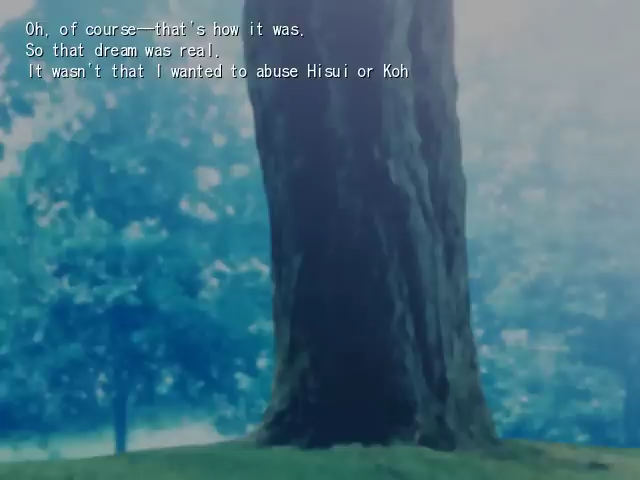 Oh, of course─that's how it was.
So that dream was real.
It wasn't that I wanted to abuse Hisui or Koh